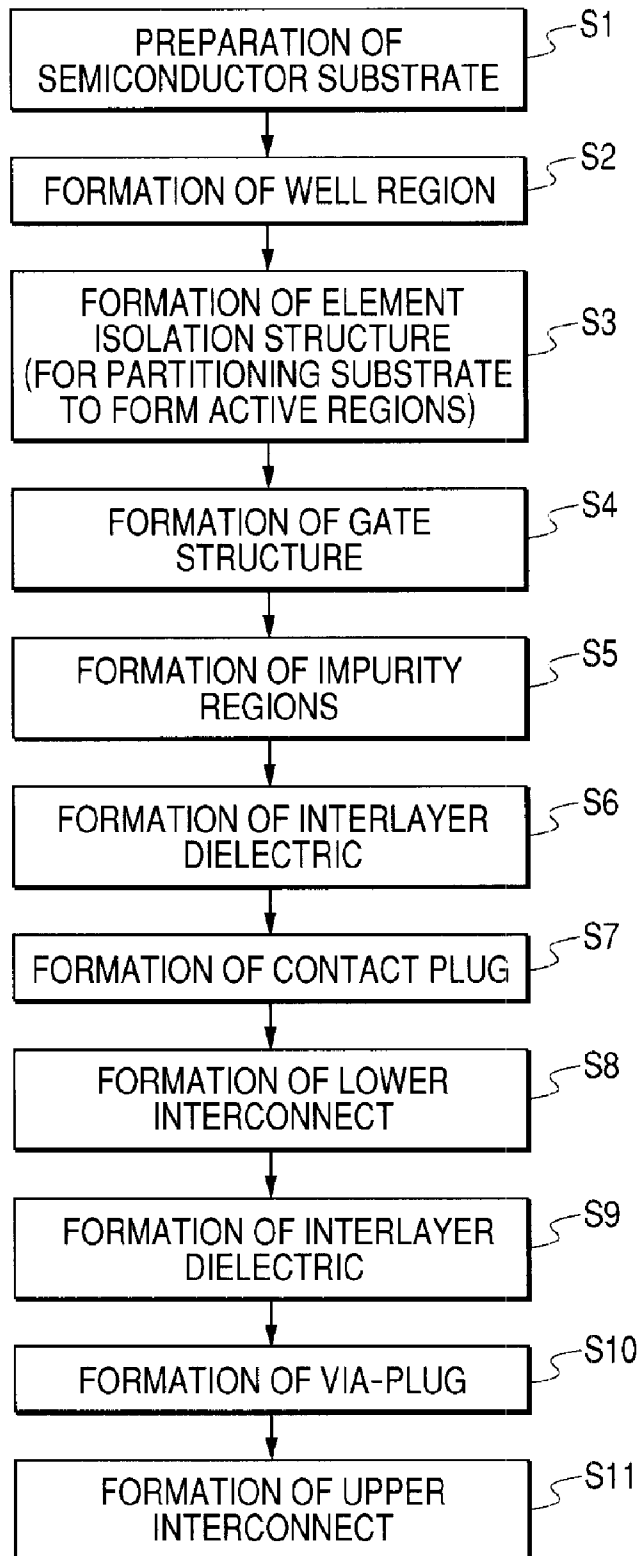 PREPARATION OF
SEMICONDUCTOR SUBSTRATE
S1
FORMATION OF WELL REGION
S2
FORMATION OF ELEMENT
ISOLATION STRUCTURE
(FOR PARTITIONING SUBSTRATE
TO FORM ACTIVE REGIONS)
S3
FORMATION OF GATE
STRUCTURE
S4
FORMATION OF IMPURITY
REGIONS
S5
FORMATION OF INTERLAYER
DIELECTRIC
S6
FORMATION OF CONTACT PLUG
S7
FORMATION OF LOWER
INTERCONNECT
S8
FORMATION OF INTERLAYER
DIELECTRIC
S9
FORMATION OF VIA-PLUG
S10
FORMATION OF UPPER
INTERCONNECT
S11